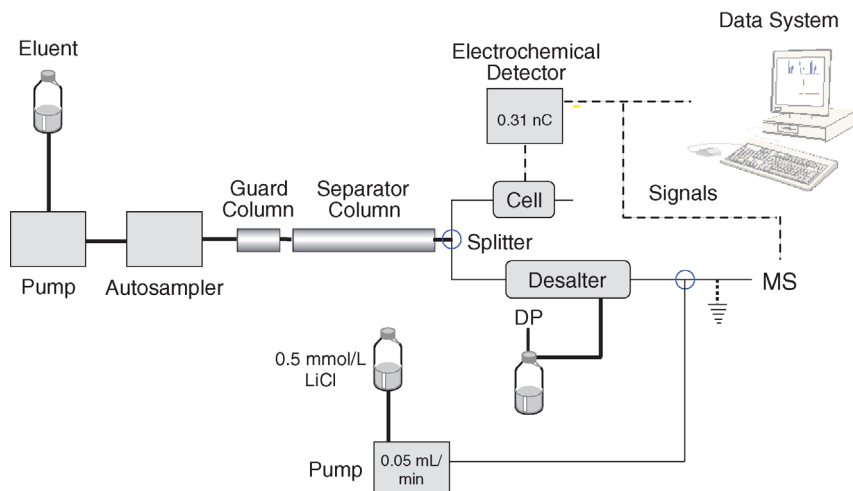 Data System
Eluent
Electrochemical
Detector
0.31 nC
Guard
Column
Separator
Column
Cell
Signals
Splitter
Pump
Autosampler
Desalter
MS
DP
0.5 mmol/L
LiCl
Pump
0.05 mL/
min